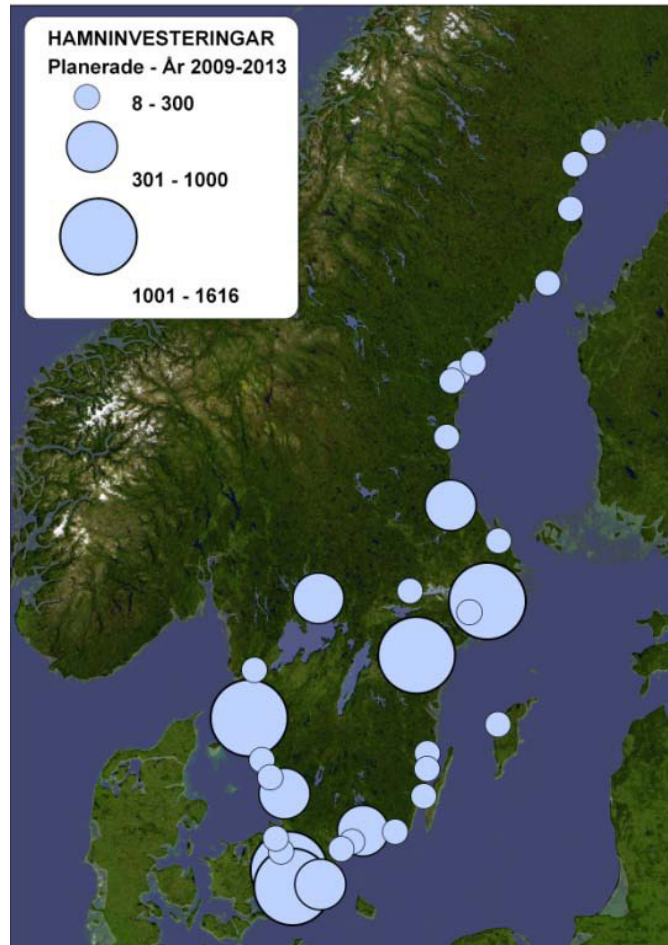 HAMNINVESTERINGAR
Planerade - År 2009-2013
8 - 300
301 - 1000
1001 - 1616